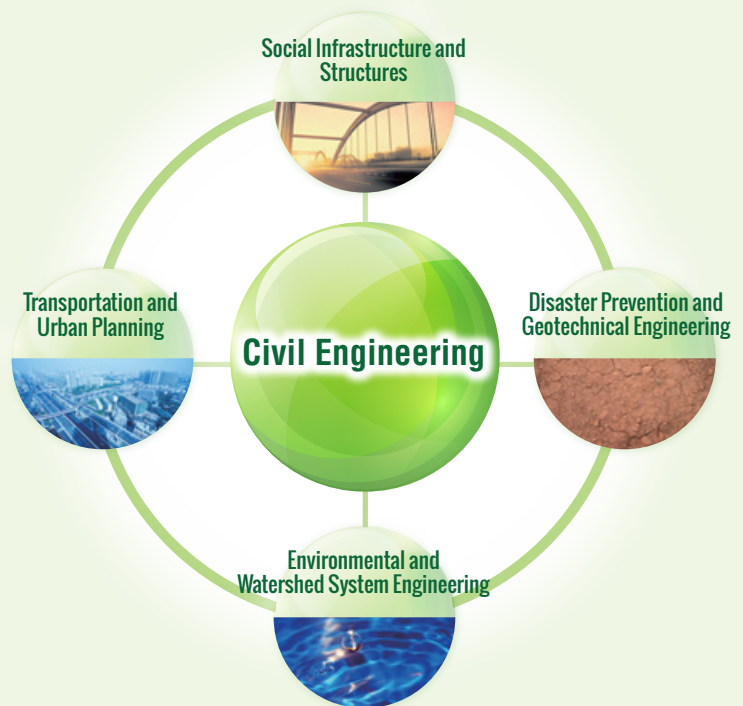 Social Infrastructure and
Structures
Transportation and
Urban Planning
Civil Engineering
Disaster Prevention and
Geotechnical Engineering
Environmental and
Watershed System Engineering